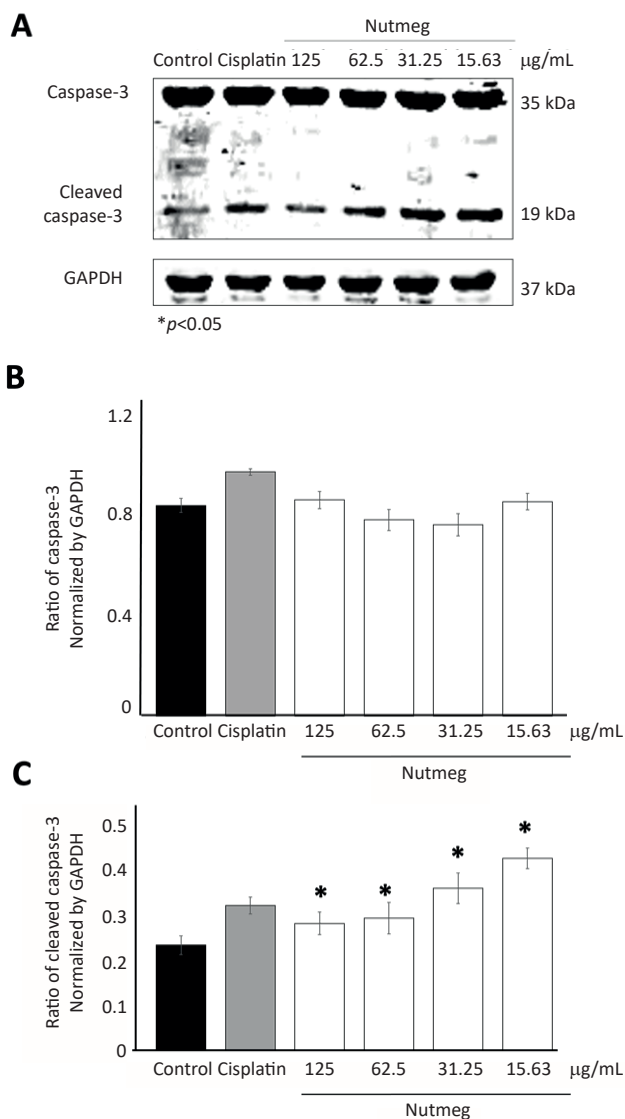 A
Nutmeg
Control Cisplatin 125 62.5 31.25 15.63 µg/mL
Caspase-3
35 kDa
Cleaved
caspase-3
19 kDa
GAPDH
37 kDa
*p<0.05
B
Ratio of caspase-3
Normalized by GAPDH
1.2
0.8
0.4
0
Control Cisplatin 125 62.5 31.25 15.63 µg/mL
Nutmeg
C
Ratio of cleaved caspase-3
Normalized by GAPDH
0.5
0.4
0.3
0.2
0.1
0
* * * *
Control Cisplatin 125 62.5 31.25 15.63 µg/mL
Nutmeg